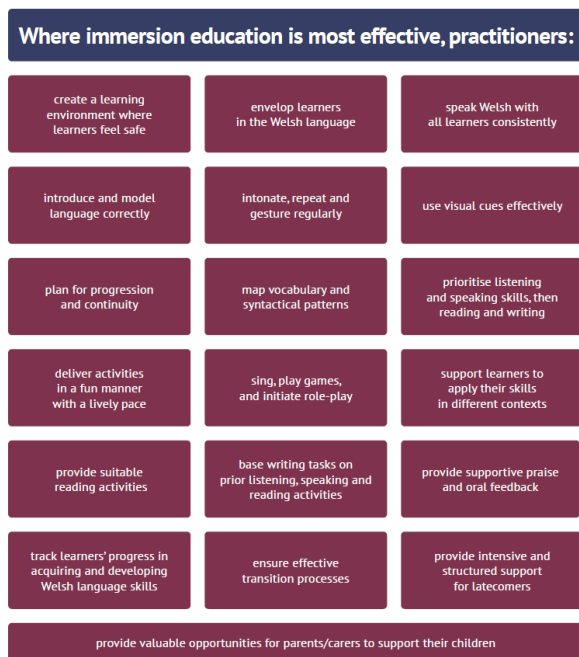 Where immersion education is most effective, practitioners:
create a learning
environment where
learners feel safe
envelop learners
in the Welsh language
speak Welsh with
all learners consistently
introduce and model
language correctly
intonate, repeat and
gesture regularly
use visual cues effectively
plan for progression
and continuity
map vocabulary and
syntactical patterns
prioritise listening
and speaking skills, then
reading and writing
deliver activities
in a fun manner
with a lively pace
sing, play games,
and initiate role-play
support learners to
apply their skills
in different contexts
provide suitable
reading activities
base writing tasks on
prior listening, speaking and
reading activities
provide supportive praise
and oral feedback
track learners’ progress in
acquiring and developing
Welsh language skills
ensure effective
transition processes
provide intensive and
structured support
for latecomers
provide valuable opportunities for parents/carers to support their children